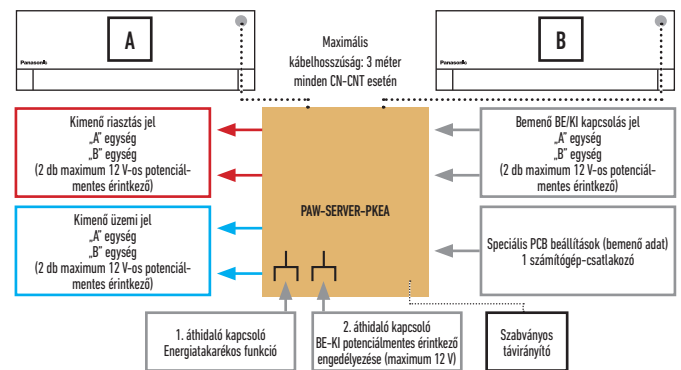 A
Panasonic
Maximális
kábelhosszúság: 3 méter
minden CN-CNT esetén
B
Panasonic
Kimenő riasztás jel
„A” egység
„B” egység
(2 db maximum 12 V-os potenciál-
mentes érintkező)
Kimenő üzemi jel
„A” egység
„B” egység
(2 db maximum 12 V-os potenciál-
mentes érintkező)
PAW-SERVER-PKEA
Bemenő BE/KI kapcsolás jel
„A” egység
„B” egység
(2 db maximum 12 V-os potenciál-
mentes érintkező)
Speciális PCB beállítások (bemenő adat)
1 számítógép-csatlakozó
1. áthidaló kapcsoló
Energiatakarékos funkció
2. áthidaló kapcsoló
BE-KI potenciálmentes érintkező
engedélyezése (maximum 12 V)
Szabványos
távirányító